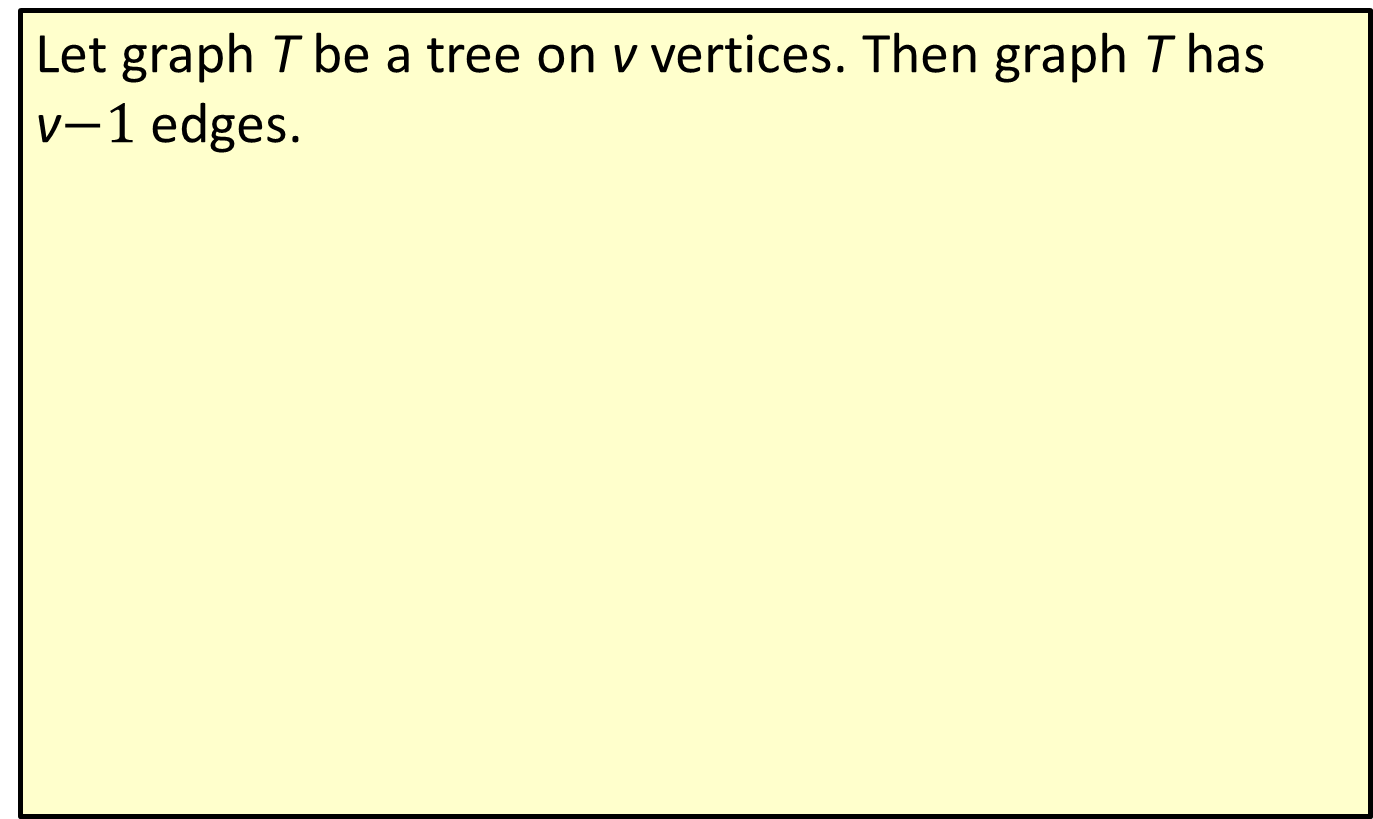 Let graph T be a tree on v vertices. Then graph T has
v−1 edges.